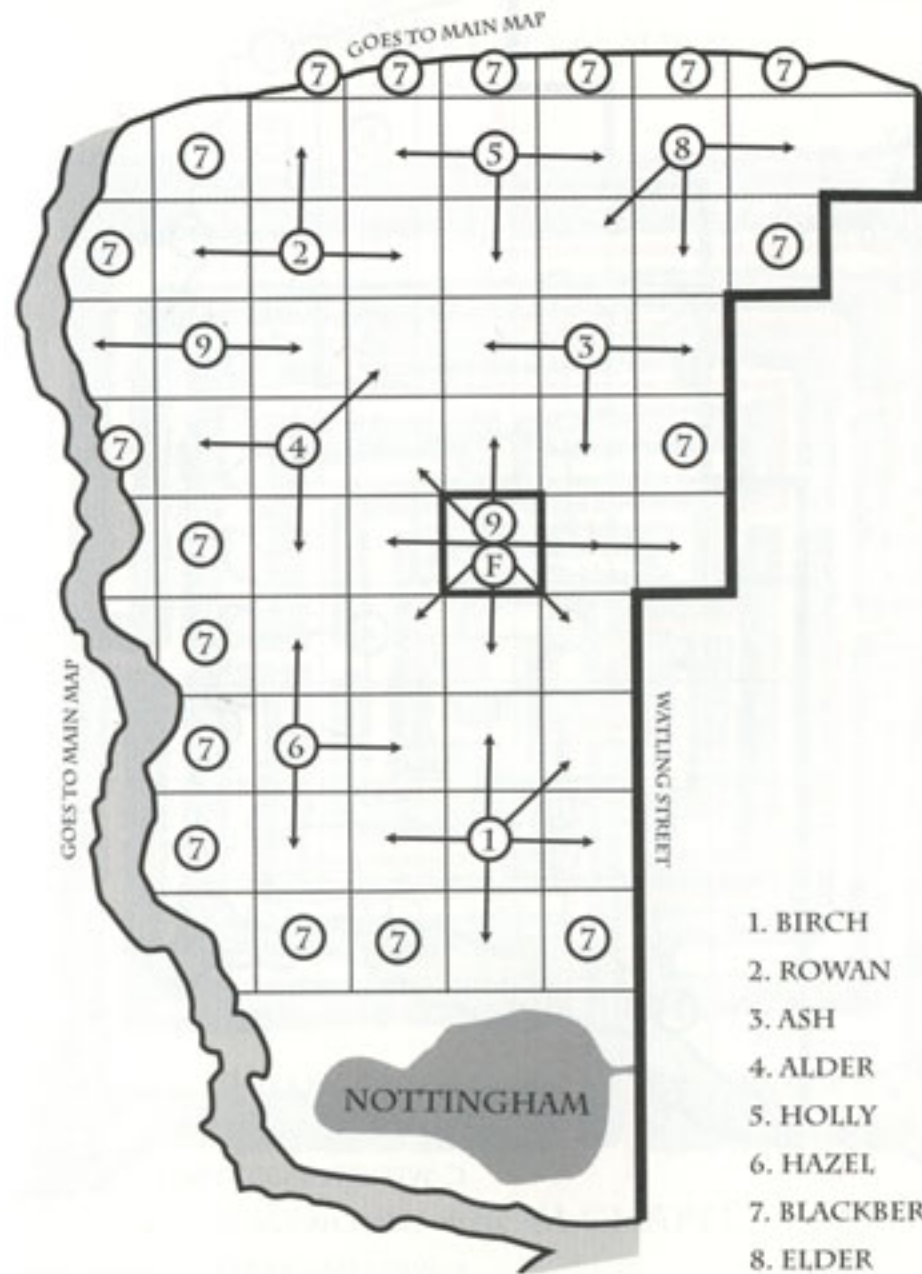 GOES TO MAIN MAP
7 7 7 7 7 7
7 5 8
7 2 7
9 3
7 4 7
7 9
F
7
7 6
7 1
7 7 7
GOES TO MAIN MAP
WATLING STREET
NOTTINGHAM
1. BIRCH
2. ROWAN
3. ASH
4. ALDER
5. HOLLY
6. HAZEL
7. BLACKBER
8. ELDER